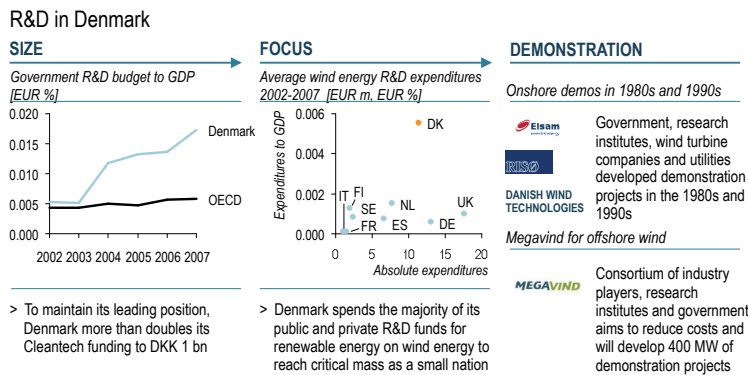 R&D in Denmark
SIZE
Government R&D budget to GDP
[EUR %]
0.020
0.015
0.010
0.005
0.000
Denmark
OECD
2002 2003 2004 2005 2006 2007
> To maintain its leading position,
Denmark more than doubles its
Cleantech funding to DKK 1 bn
FOCUS
Average wind energy R&D expenditures
2002-2007 [EUR m, EUR %]
Expenditures to GDP
0.006
0.004
0.002
0.000
DK
IT
FI
SE
FR
NL
ES
UK
DE
0 5 10 15 20
Absolute expenditures
> Denmark spends the majority of its
public and private R&D funds for
renewable energy on wind energy to
reach critical mass as a small nation
DEMONSTRATION
Onshore demos in 1980s and 1990s
Elsam
RISØ
DANISH WIND
TECHNOLOGIES
Government, research
institutes, wind turbine
companies and utilities
developed demonstration
projects in the 1980s and
1990s
Megavind for offshore wind
MEGAVIND
Consortium of industry
players, research
institutes and government
aims to reduce costs and
will develop 400 MW of
demonstration projects